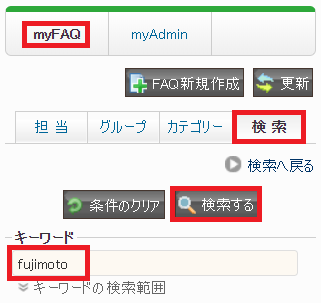 myFAQ myAdmin
FAQ新規作成 更新
担当 グループ カテゴリー 検索
検索へ戻る
条件のクリア 検索する
キーワード
fujimoto
キーワードの検索範囲